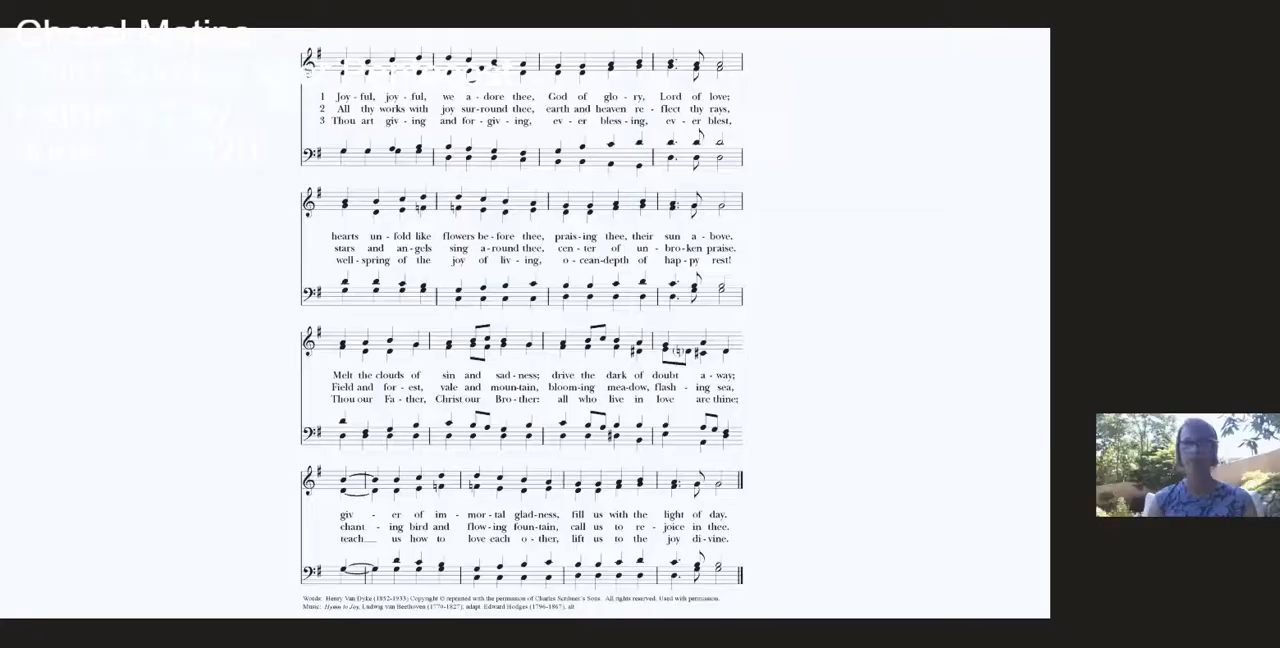 Choral Matins
1 Joy - ful, joy - ful, we a - dore thee, God of glo - ry, Lord of love;
2 All thy works with joy sur-round thee, earth and heaven re - flect thy rays,
3 Thou art giv - ing and for - giv - ing, ev - er bless - ing, ev - er blest,
hearts un - fold like flowers be - fore thee, prais - ing thee, their sun a - bove.
stars and an - gels sing a - round thee, cen - ter of un - bro - ken praise.
well - spring of the joy of liv - ing, o - cean-depth of hap - py rest!
Melt the clouds of sin and sad - ness; drive the dark of doubt a - way;
Field and for - est, vale and moun-tain, bloom-ing mea-dow, flash - ing sea,
Thou our Fa - ther, Christ our Bro - ther: all who live in love are thine;
giv - er of im - mor - tal glad-ness, fill us with the light of day.
chant - ing bird and flow-ing foun-tain, call us to re - joice in thee.
teach us how to love each o - ther, lift us to the joy di - vine.
Words: Henry Van Dyke (1852-1933) Copyright © reprinted with the permission of Charles Scribner's Sons. All rights reserved. Used with permission.
Music: Hymn to Joy, Ludwig van Beethoven (1770-1827); adapt. Edward Hodges (1796-1867), alt